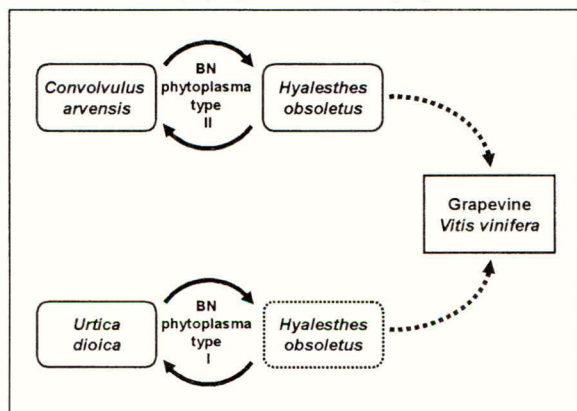 Convolvulus
arvensis
BN
phytoplasma
type
II
Hyalesthes
obsoletus
Grapevine
Vitis vinifera
Urtica
dioica
BN
phytoplasma
type
I
Hyalesthes
obsoletus